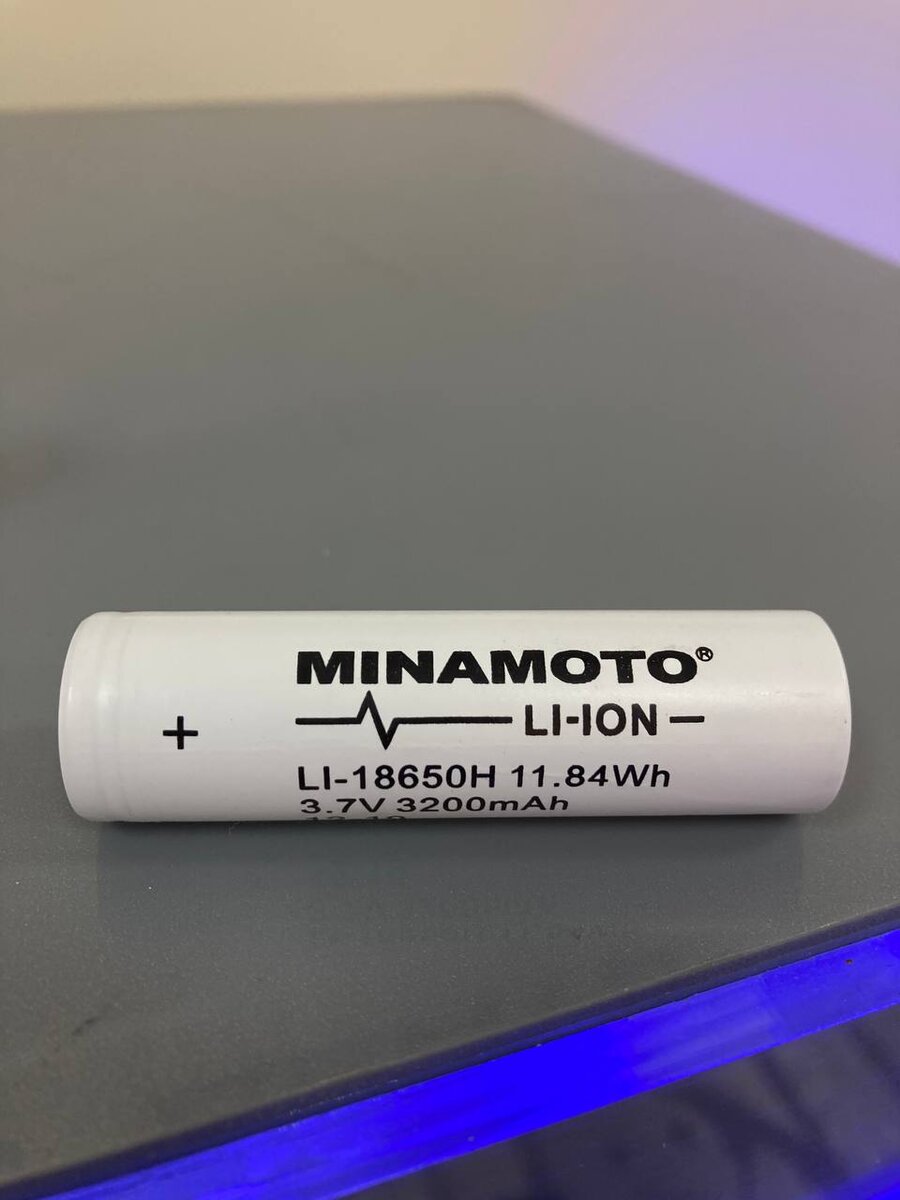 MINAMOTO®
LI-ION
+
LI-18650H 11.84Wh
3.7V 3200mAh